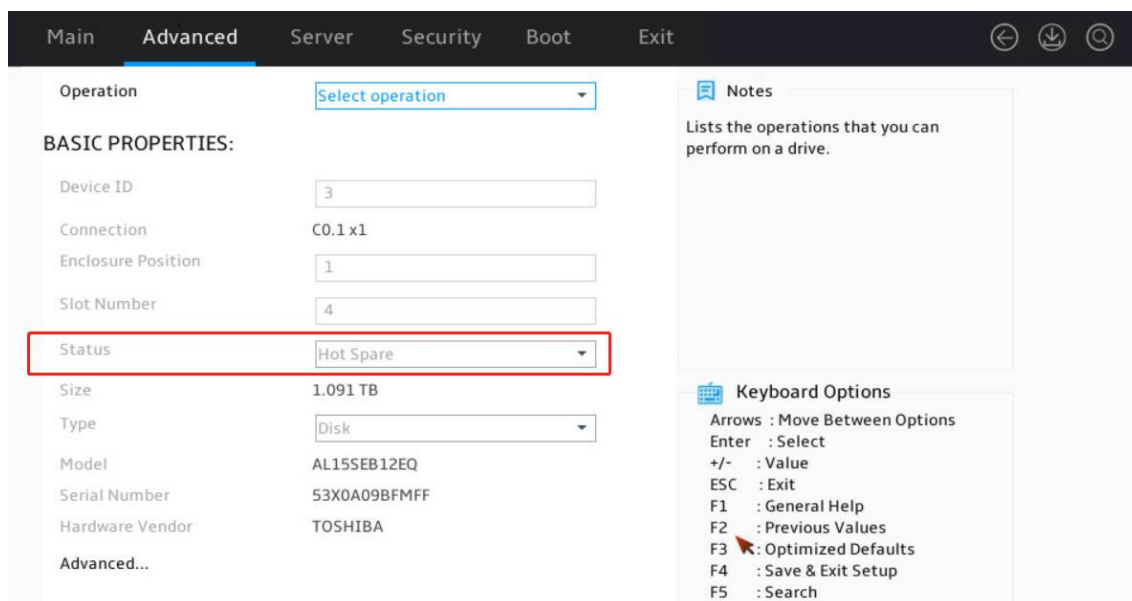 Main Advanced Server Security Boot Exit
Operation Select operation
BASIC PROPERTIES:
Device ID 3
Connection C0.1 x1
Enclosure Position 1
Slot Number 4
Status Hot Spare
Size 1.091 TB
Type Disk
Model AL15SEB12EQ
Serial Number 53X0A09BFMFF
Hardware Vendor TOSHIBA
Advanced...
Notes
Lists the operations that you can
perform on a drive.
Keyboard Options
Arrows : Move Between Options
Enter : Select
+/- : Value
ESC : Exit
F1 : General Help
F2 : Previous Values
F3 : Optimized Defaults
F4 : Save & Exit Setup
F5 : Search